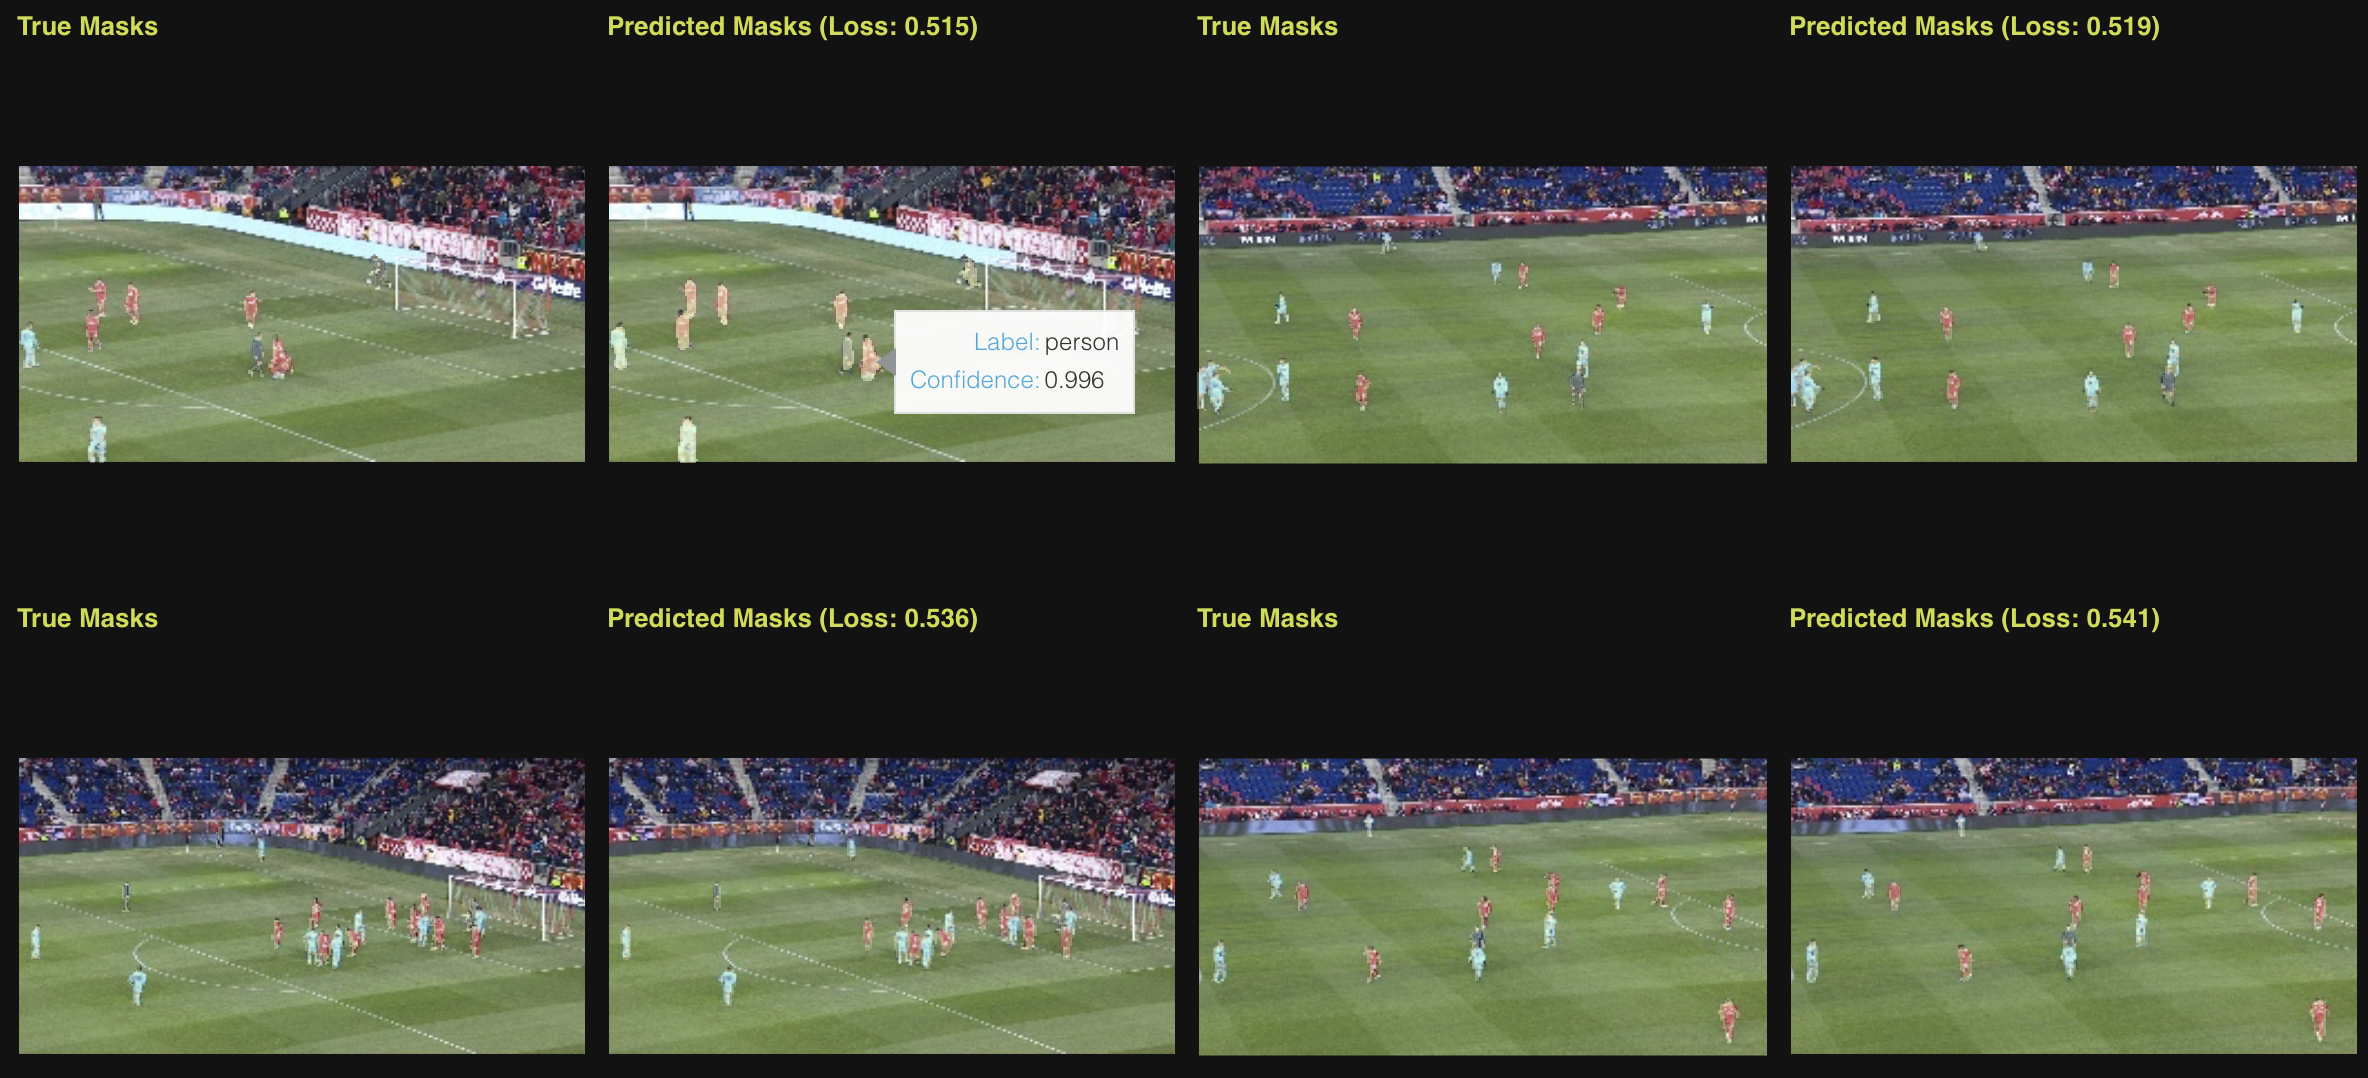 True Masks
Predicted Masks (Loss: 0.515)
True Masks
Predicted Masks (Loss: 0.519)
Label: person
Confidence: 0.996
True Masks
Predicted Masks (Loss: 0.536)
True Masks
Predicted Masks (Loss: 0.541)